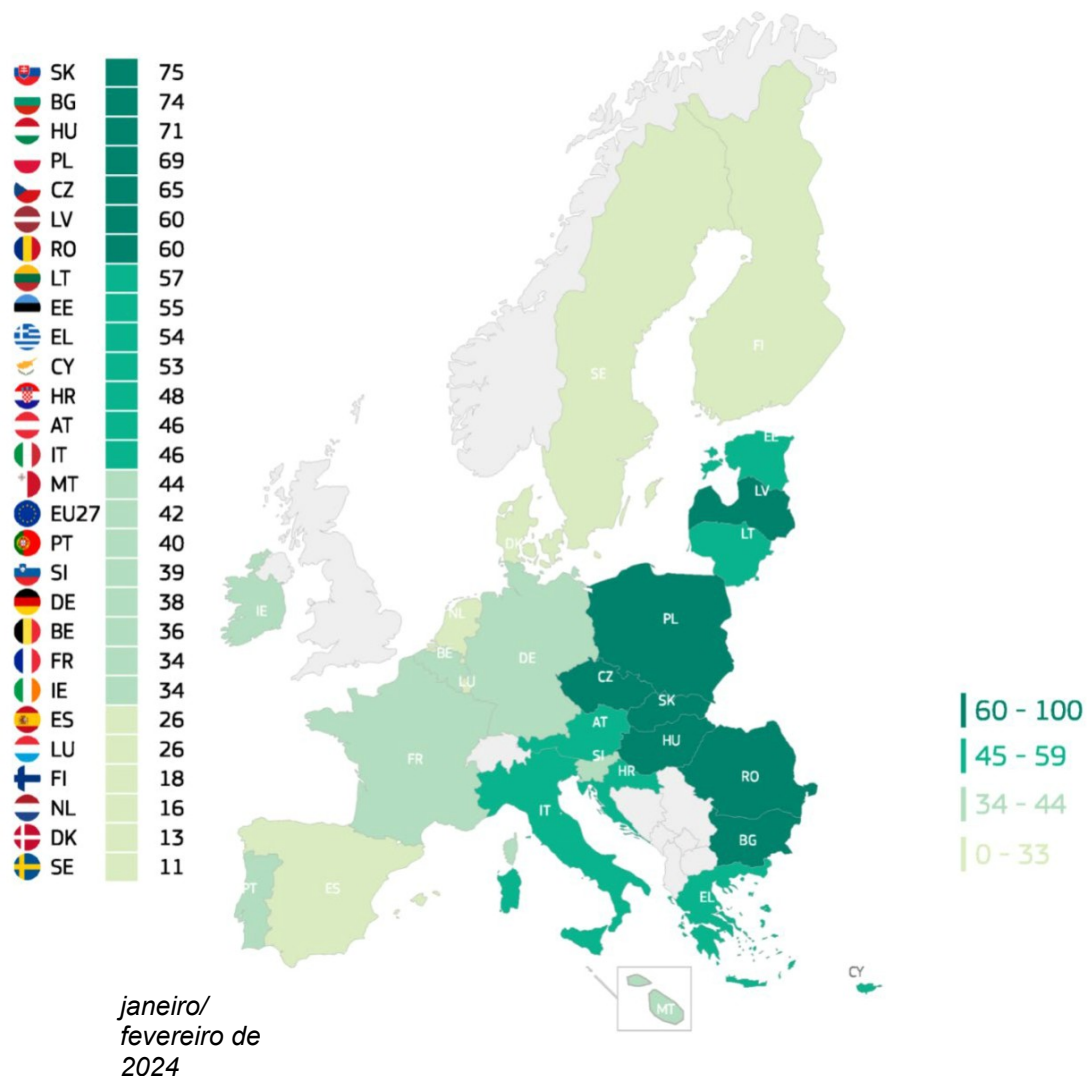 SK 75
BG 74
HU 71
PL 69
CZ 65
LV 60
RO 60
LT 57
EE 55
EL 54
CY 53
HR 48
AT 46
IT 46
MT 44
EU27 42
PT 40
SI 39
DE 38
BE 36
FR 34
IE 34
ES 26
LU 26
FI 18
NL 16
DK 13
SE 11
janeiro/
fevereiro de
2024
FI
SE
EE
LV
LT
DK
IE
NL
PL
BE
DE
CZ
LU
SK
AT
HU
SI
FR
HR
RO
IT
BG
PT
ES
EL
CY
MT
60 - 100
45 - 59
34 - 44
0 - 33